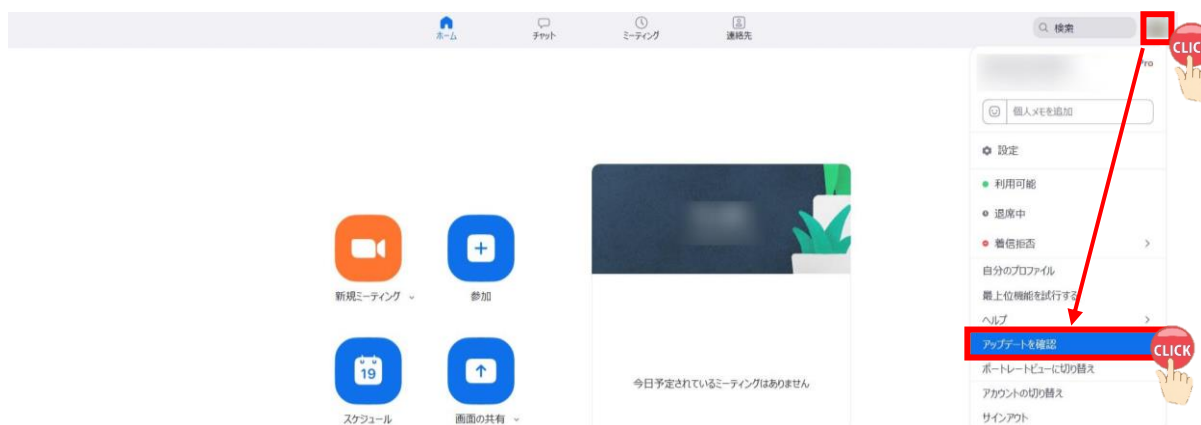 ホーム
チャット
ミーティング
連絡先
検索
CLICK
Pro
個人メモを追加
設定
利用可能
退席中
着信拒否
自分のプロファイル
最上位機能を試行する
ヘルプ
アップデートを確認
CLICK
ポートレートビューに切り替え
アカウントの切り替え
サインアウト
新規ミーティング
参加
19
スケジュール
画面の共有
今日予定されているミーティングはありません